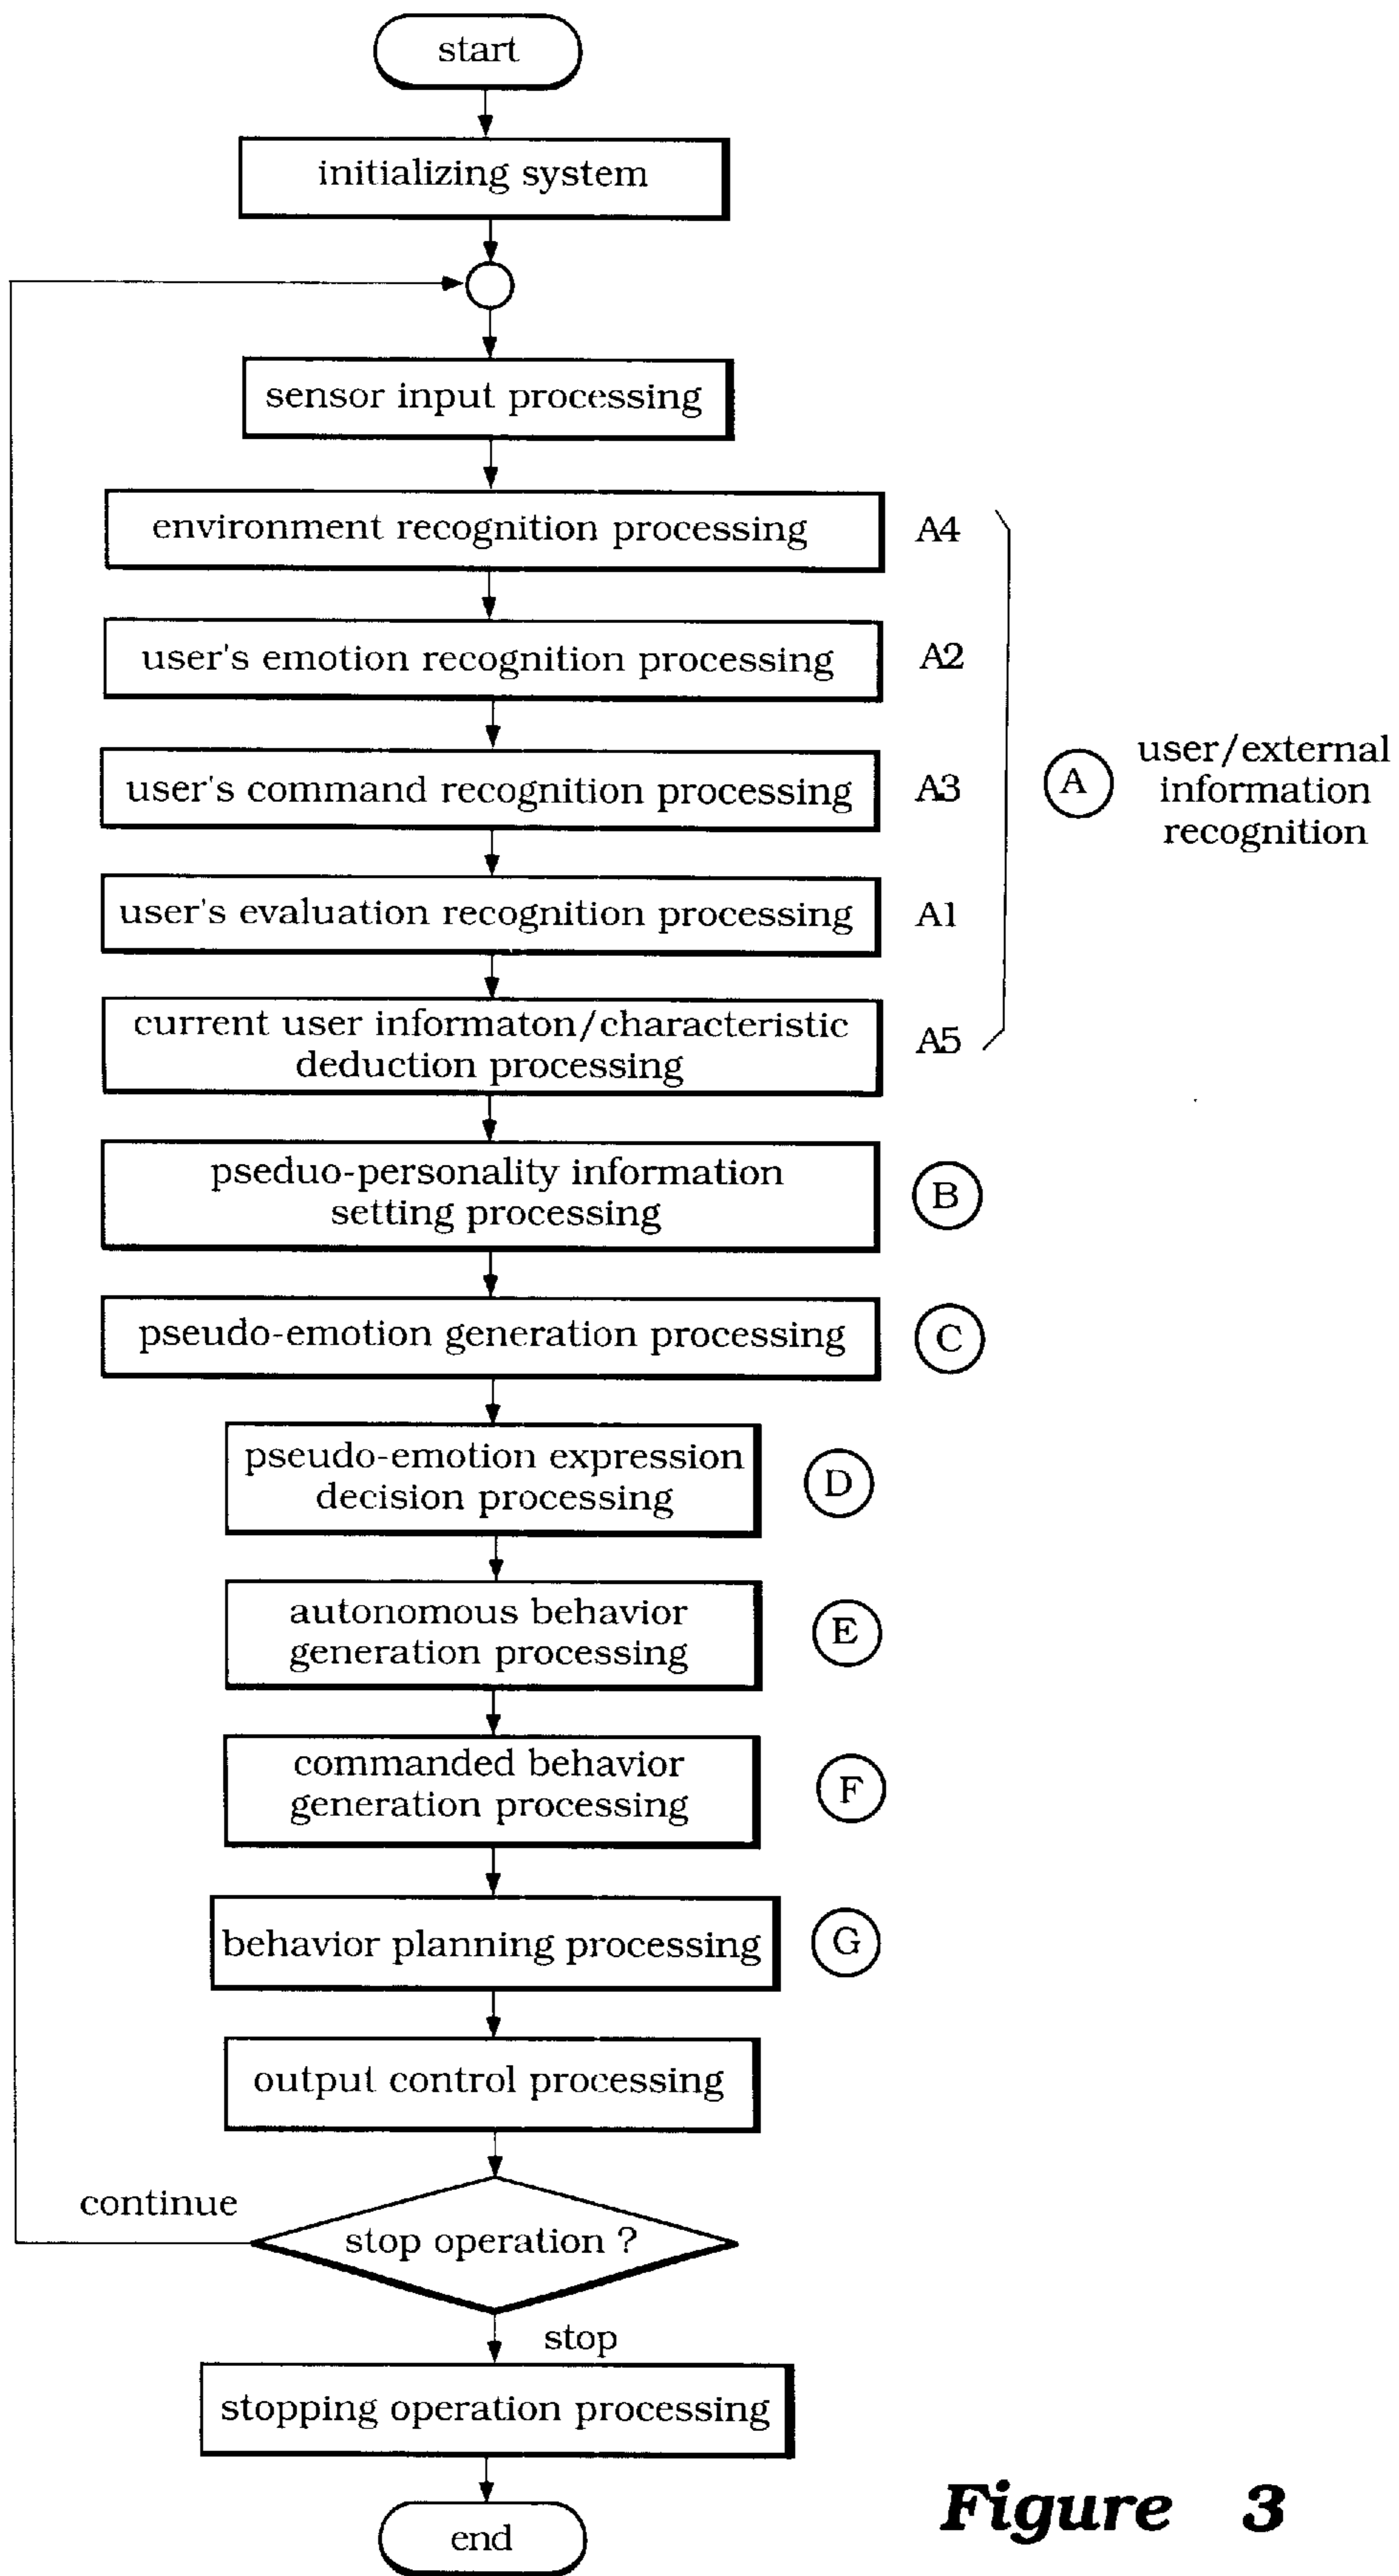 start
initializing system
sensor input processing
environment recognition processing A4
user's emotion recognition processing A2
user's command recognition processing A3
user's evaluation recognition processing A1
current user informaton/characteristic
deduction processing
A5
A
user/external
information
recognition
pseduo-personality information
setting processing
B
pseudo-emotion generation processing
C
pseudo-emotion expression
decision processing
D
autonomous behavior
generation processing
E
commanded behavior
generation processing
F
behavior planning processing
G
output control processing
continue
stop operation ?
stop
stopping operation processing
end
Figure 3